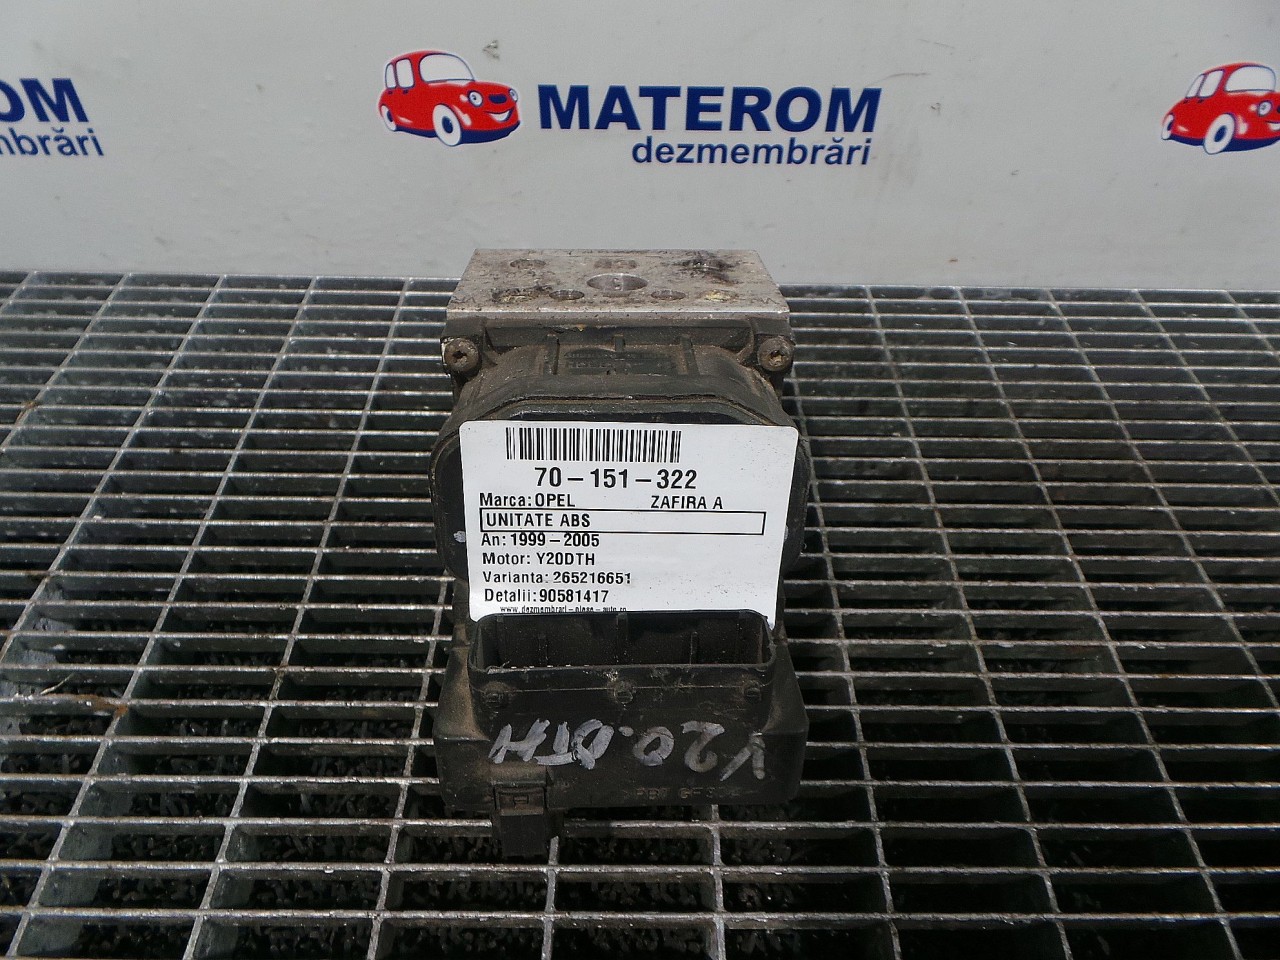 OM
mbrări
MATEROM
dezmembrări
70-151-322
Marca: OPEL ZAFIRA A
UNITATE ABS
An: 1999-2005
Motor: Y20DTH
Varianta: 265216651
Detalii: 90581417
Y20.DTH